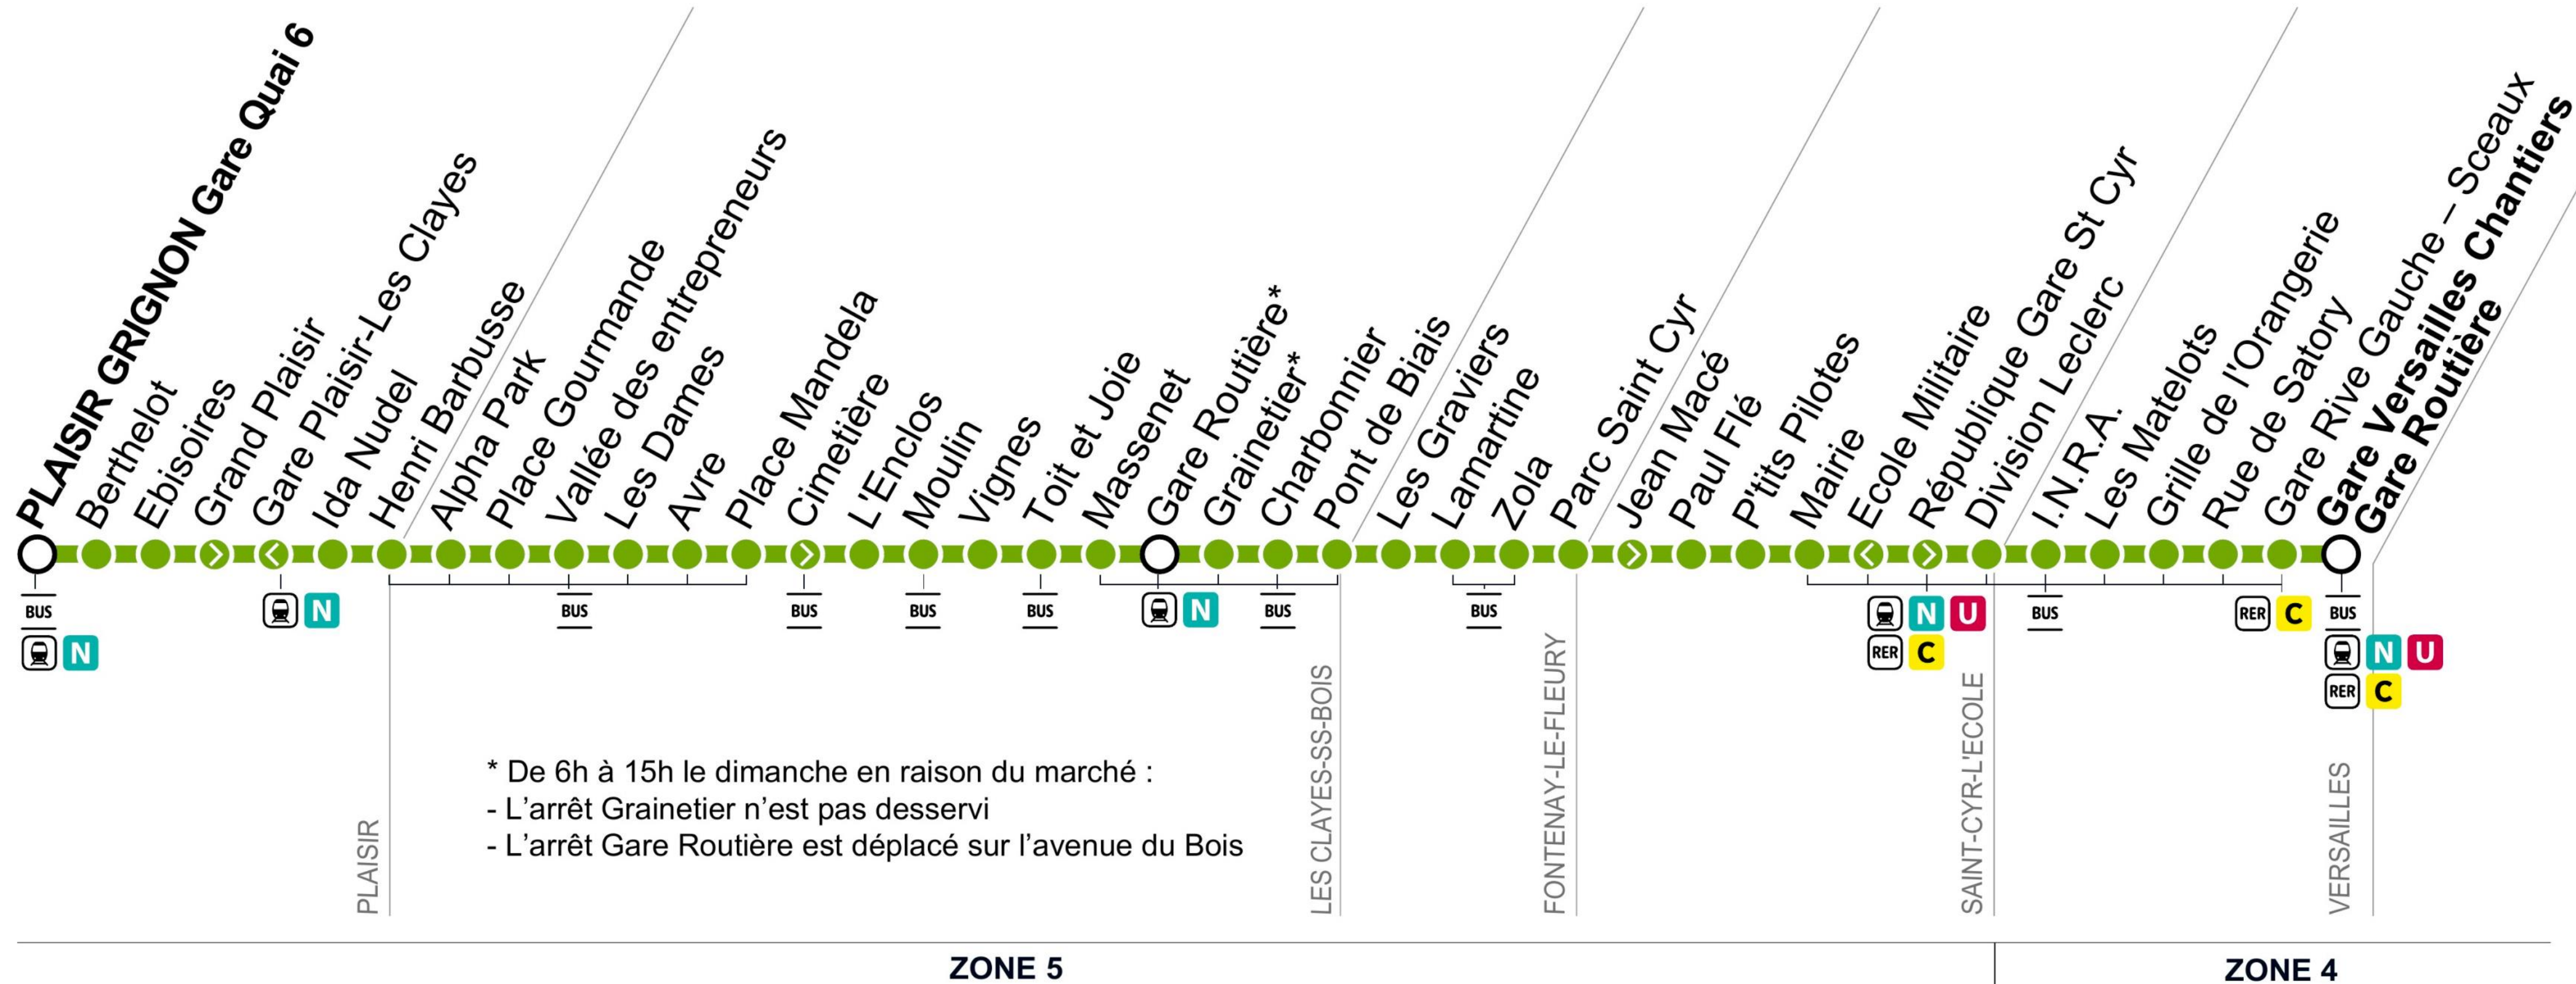 PLAISIR GRIGNON Gare Quai 6
Berthelot
Ebisoires
Grand Plaisir
Gare Plaisir-Les Clayes
Ida Nudel
Henri Barbusse
Alpha Park
Place Gourmande
Vallée des entrepreneurs
Les Dames
Avre
Place Mandela
Cimetière
L'Enclos
Moulin
Vignes
Toit et Joie
Massenet
Gare Routière*
Grainetier*
Charbonnier
Pont de Biais
Les Graviers
Lamartine
Zola
Parc Saint Cyr
Jean Macé
Paul Flé
P'tits Pilotes
Mairie
Ecole Militaire
République Gare St Cyr
Division Leclerc
I.N.R.A.
Les Matelots
Grille de l'Orangerie
Rue de Satory
Gare Rive Gauche – Sceaux
Gare Versailles Chantiers
Gare Routière
BUS
N
N
BUS
BUS
BUS
BUS
N
BUS
BUS
N U
RER C
BUS
RER C
BUS
N U
RER C
PLAISIR
LES CLAYES-SS-BOIS
FONTENAY-LE-FLEURY
SAINT-CYR-L'ECOLE
VERSAILLES
* De 6h à 15h le dimanche en raison du marché :
- L'arrêt Grainetier n'est pas desservi
- L'arrêt Gare Routière est déplacé sur l'avenue du Bois
ZONE 5
ZONE 4